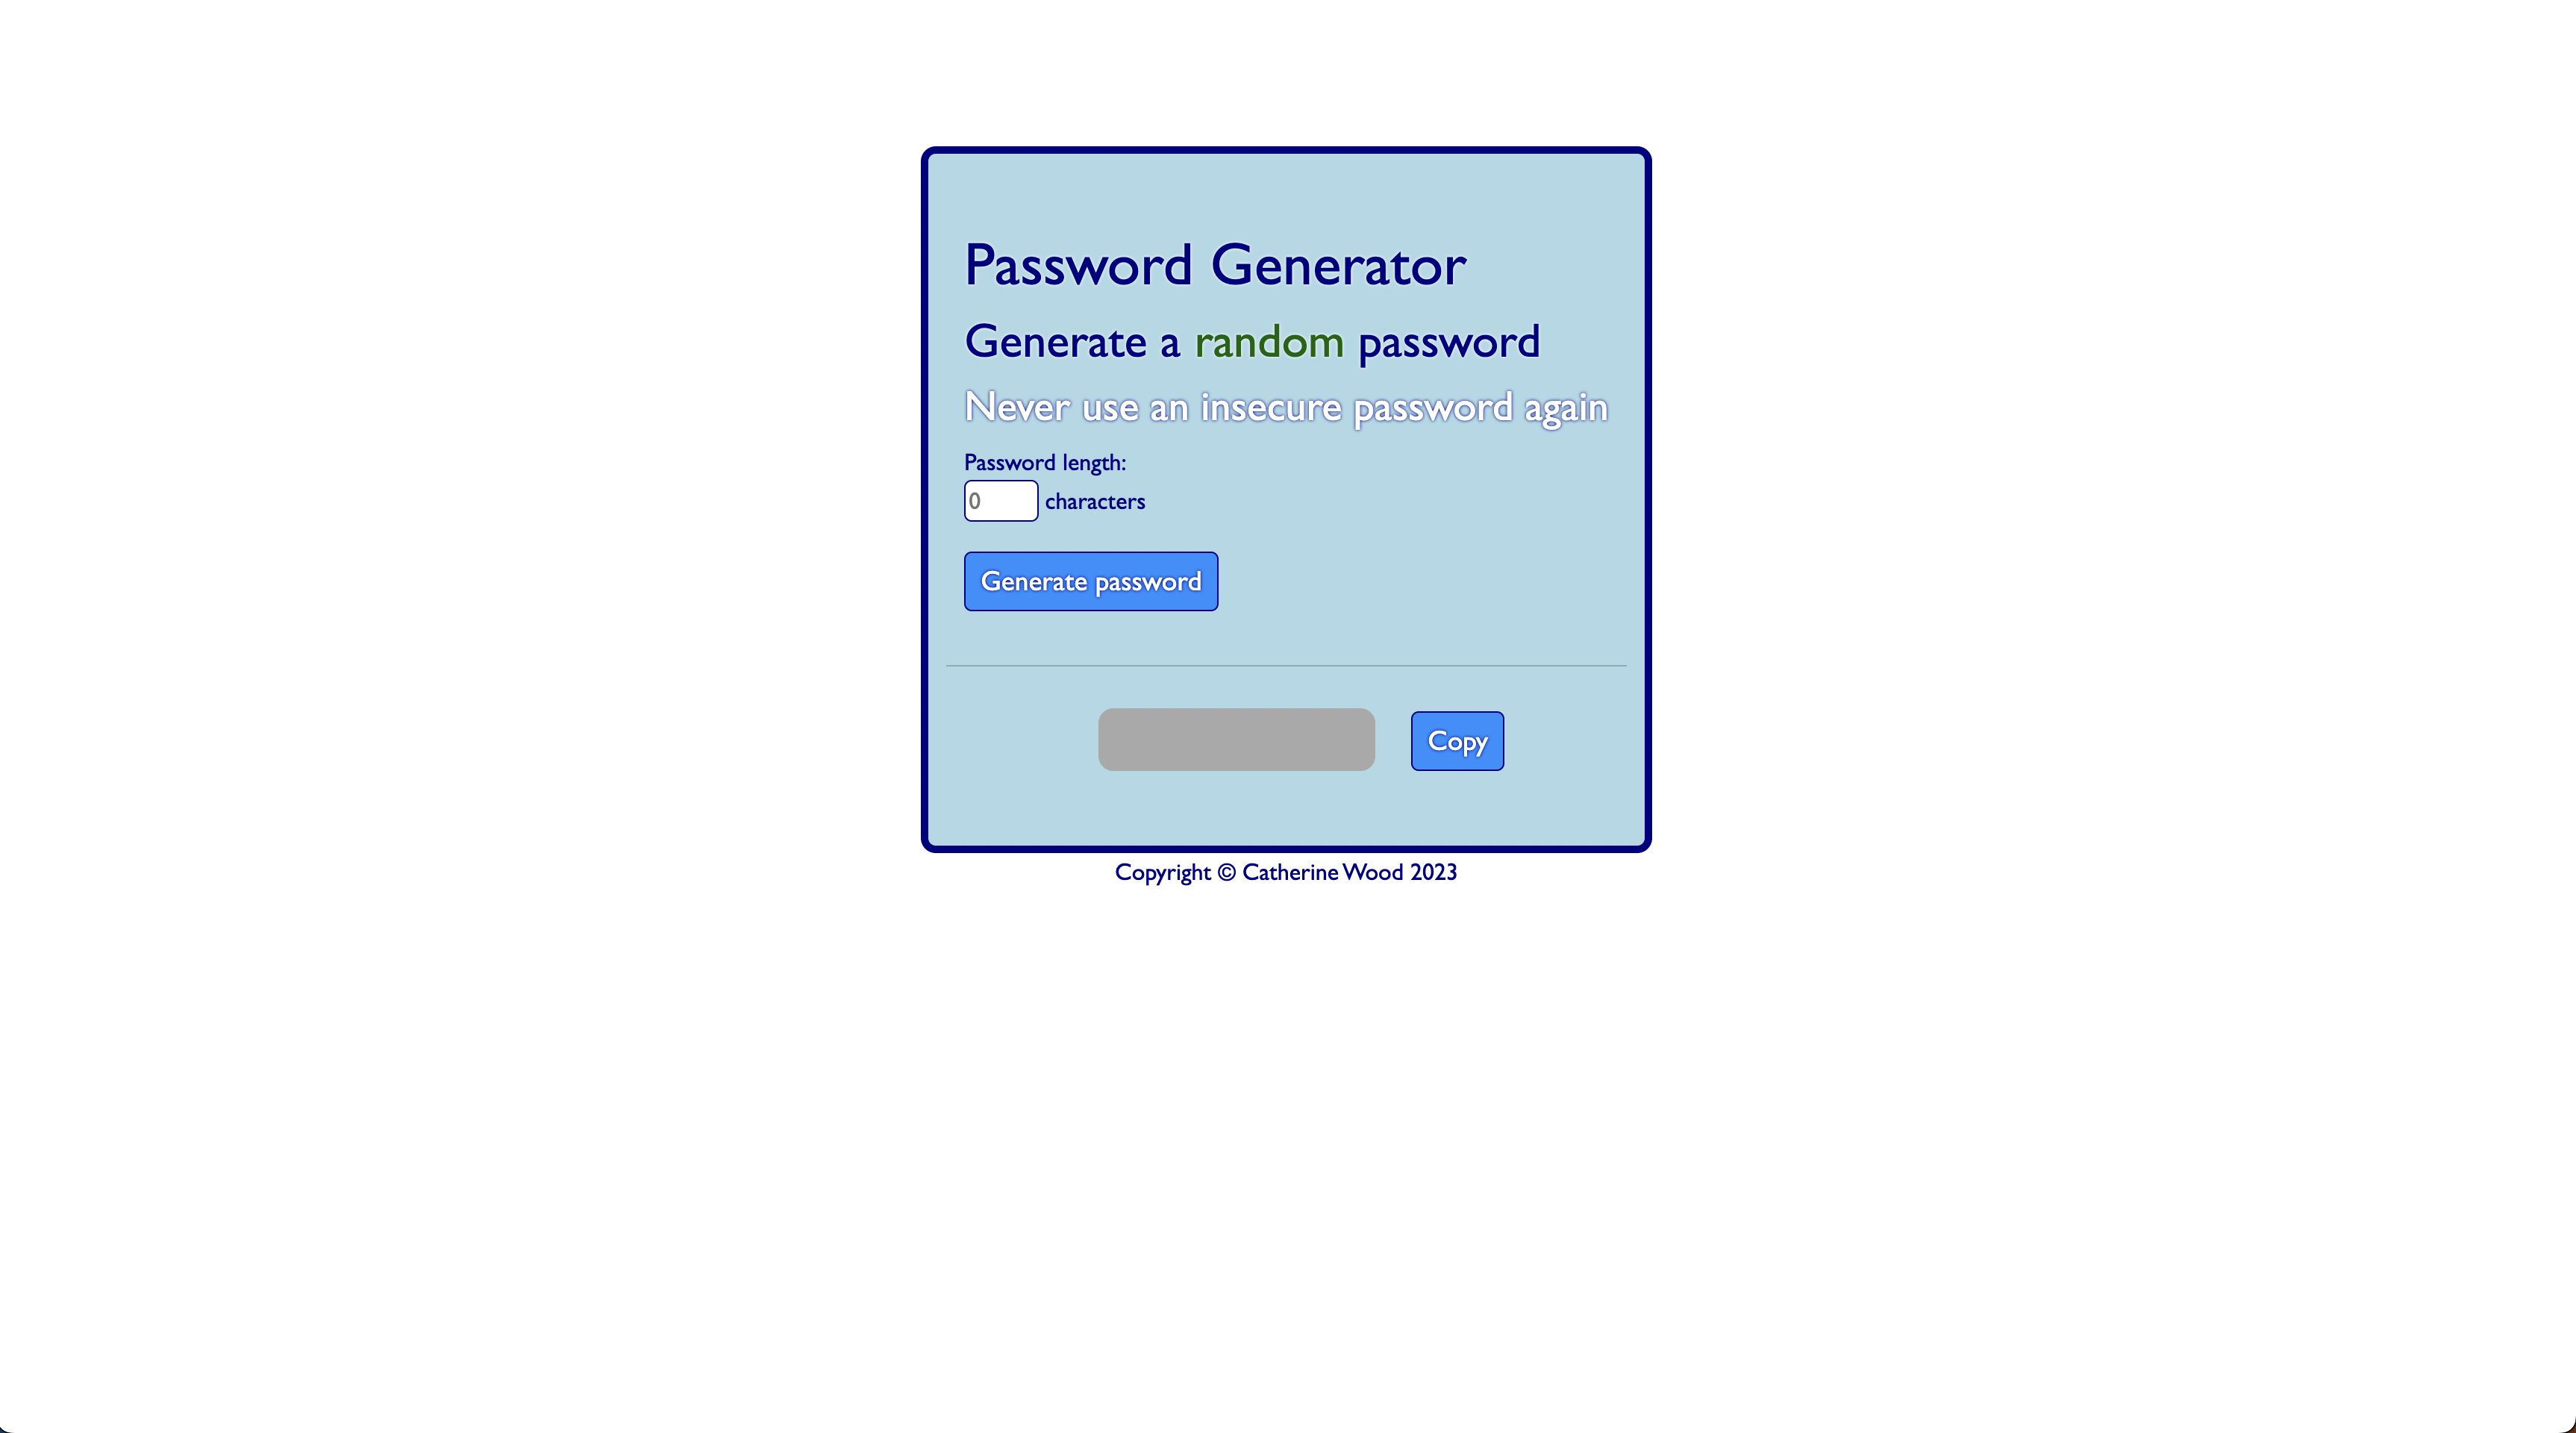 Password Generator
Generate a random password
Never use an insecure password again
Password length:
0 characters
Generate password
Copy
Copyright © Catherine Wood 2023